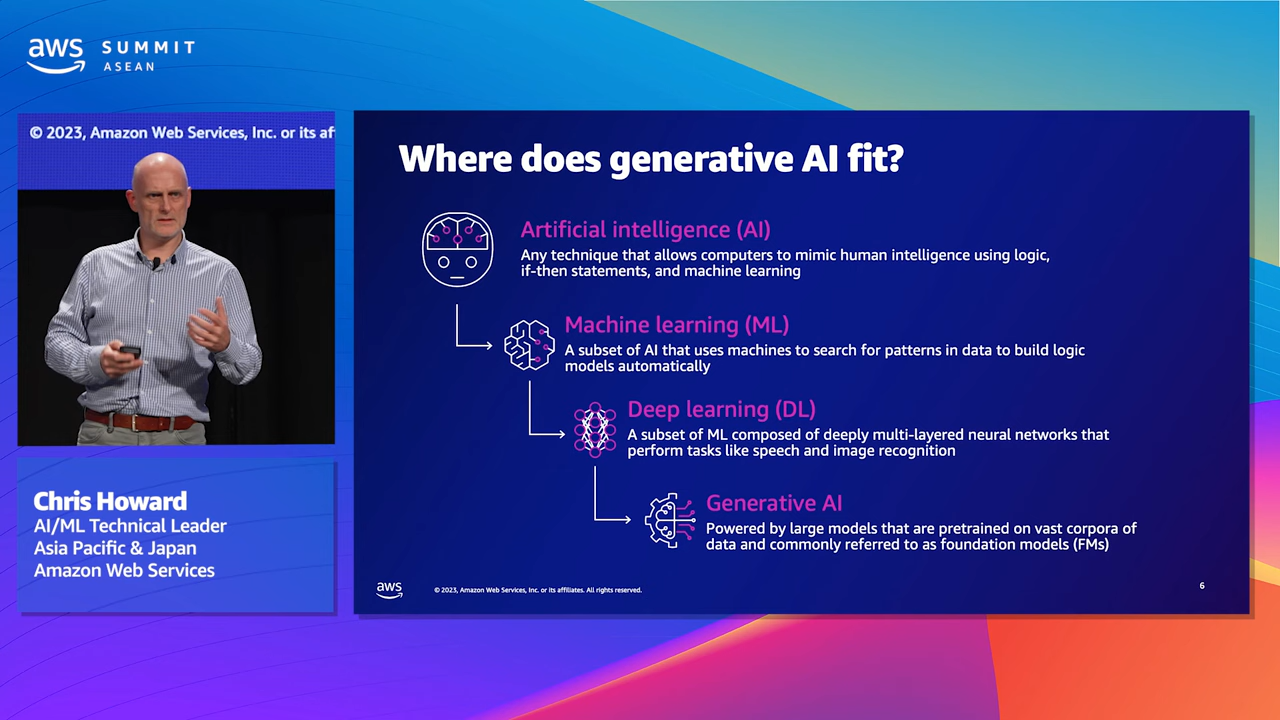 aws SUMMIT
ASEAN
© 2023, Amazon Web Services, Inc. or its af
Chris Howard
AI/ML Technical Leader
Asia Pacific & Japan
Amazon Web Services
Where does generative AI fit?
Artificial intelligence (AI)
Any technique that allows computers to mimic human intelligence using logic,
if-then statements, and machine learning
Machine learning (ML)
A subset of AI that uses machines to search for patterns in data to build logic
models automatically
Deep learning (DL)
A subset of ML composed of deeply multi-layered neural networks that
perform tasks like speech and image recognition
Generative AI
Powered by large models that are pretrained on vast corpora of
data and commonly referred to as foundation models (FMs)
aws
© 2023, Amazon Web Services, Inc. or its affiliates. All rights reserved.
6